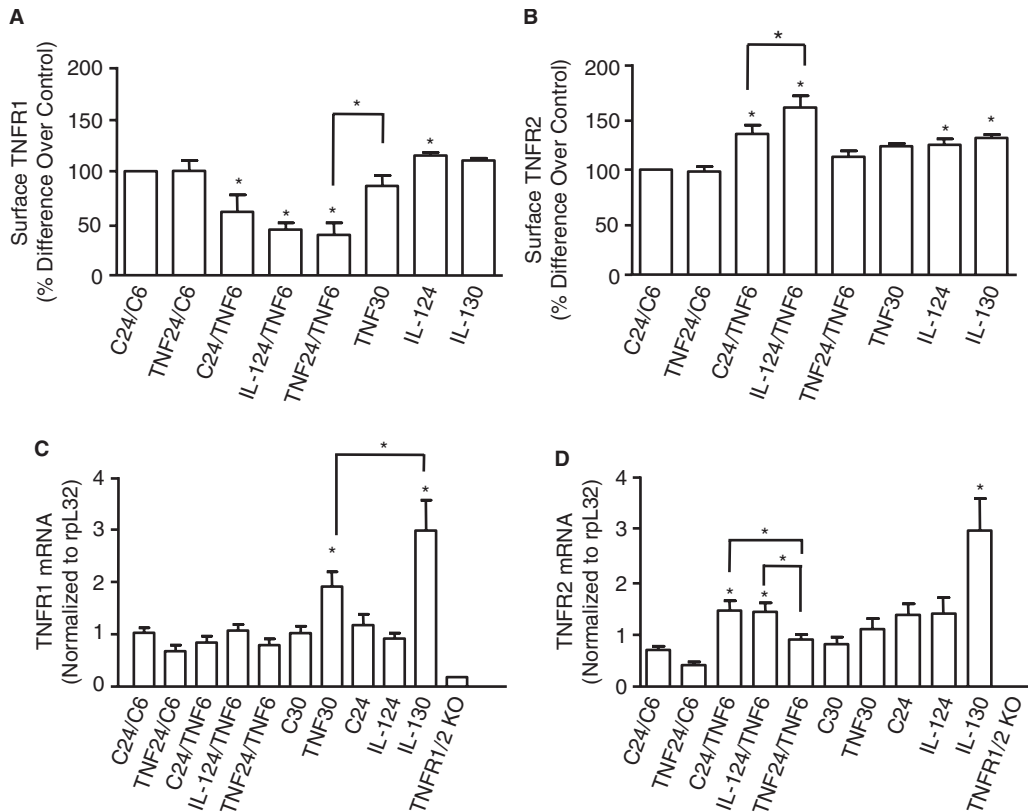 A
Surface TNFR1
(% Difference Over Control)
200
150
100
50
0
*
*
*
*
*
C24/C6
TNF24/C6
C24/TNF6
IL-124/TNF6
TNF24/TNF6
TNF30
IL-124
IL-130
B
Surface TNFR2
(% Difference Over Control)
200
150
100
50
0
*
*
*
*
*
C24/C6
TNF24/C6
C24/TNF6
IL-124/TNF6
TNF24/TNF6
TNF30
IL-124
IL-130
C
TNFR1 mRNA
(Normalized to rpL32)
4
3
2
1
0
*
*
*
C24/C6
TNF24/C6
C24/TNF6
IL-124/TNF6
TNF24/TNF6
C30
TNF30
C24
IL-124
IL-130
TNFR1/2 KO
D
TNFR2 mRNA
(Normalized to rpL32)
4
3
2
1
0
*
*
*
*
*
C24/C6
TNF24/C6
C24/TNF6
IL-124/TNF6
TNF24/TNF6
C30
TNF30
C24
IL-124
IL-130
TNFR1/2 KO